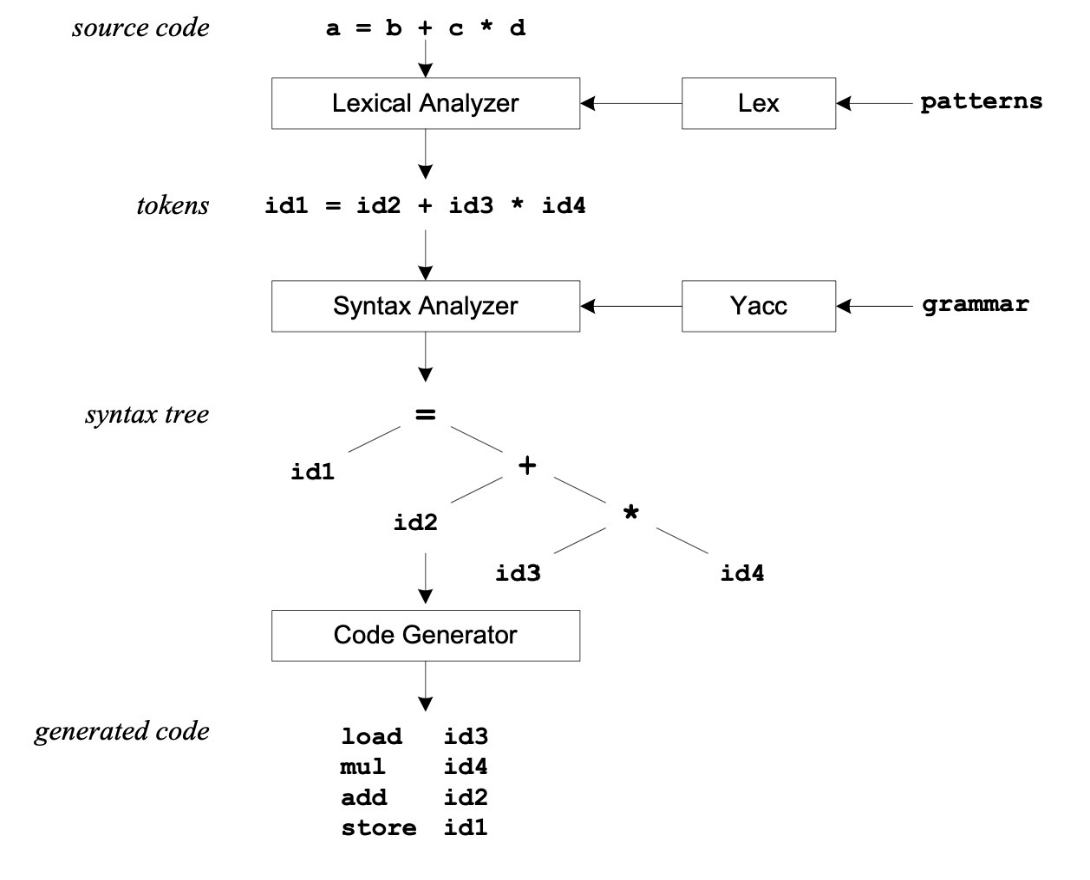 source code a = b + c * d
Lexical Analyzer Lex patterns
tokens id1 = id2 + id3 * id4
Syntax Analyzer Yacc grammar
syntax tree =
id1 +
id2 *
id3 id4
Code Generator
generated code load id3
mul id4
add id2
store id1